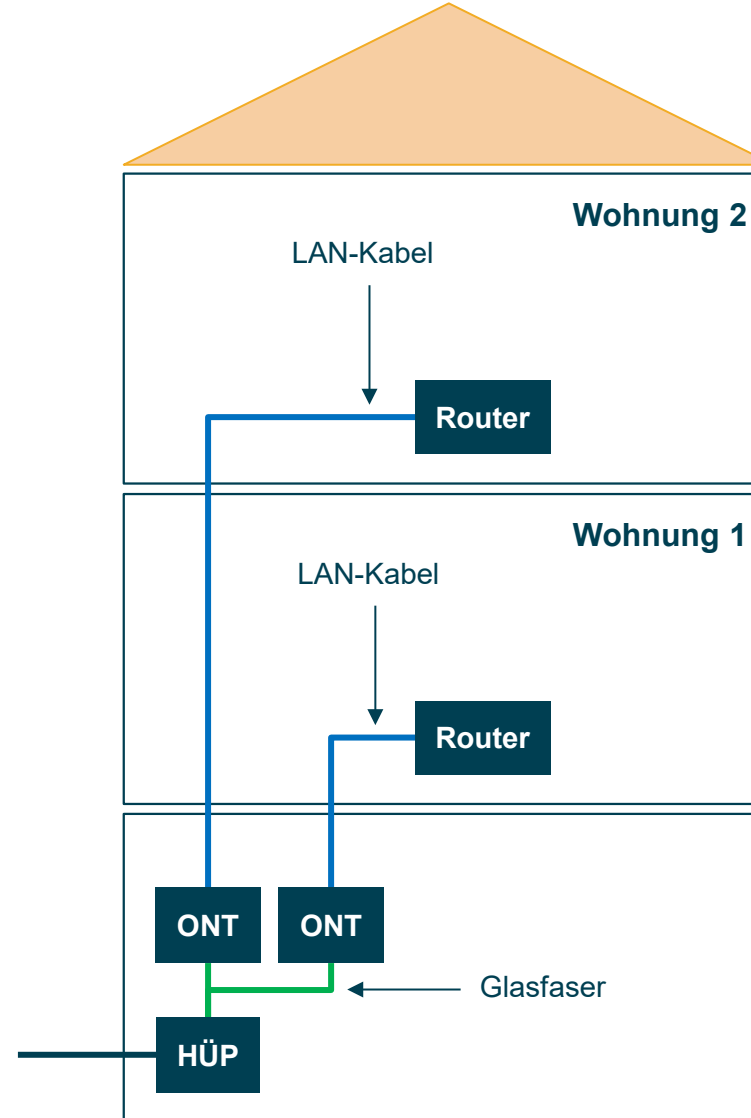 Wohnung 2
LAN-Kabel
Router
Wohnung 1
LAN-Kabel
Router
ONT
ONT
Glasfaser
HÜP